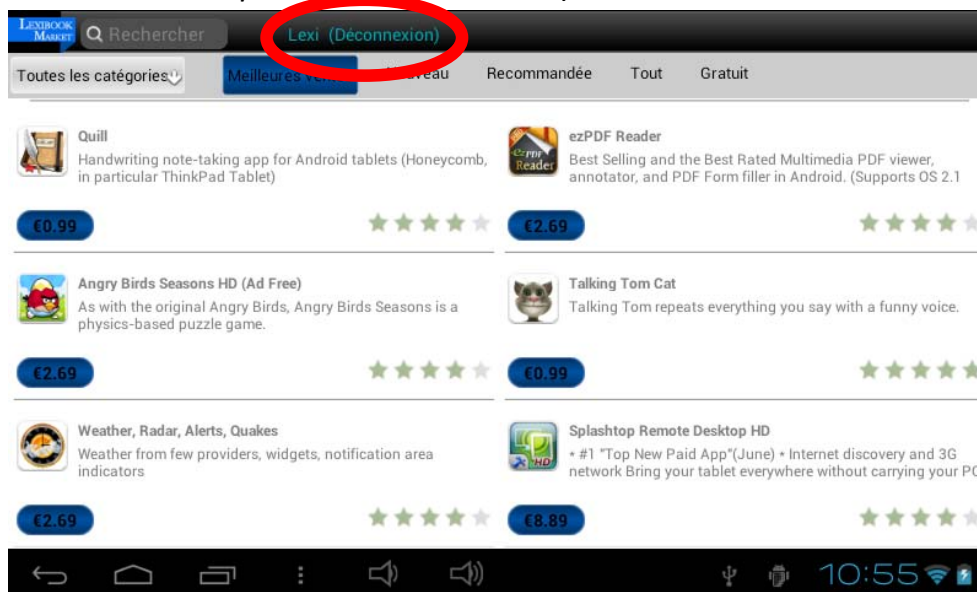 LEXIBOOK
MARKET
Rechercher
Lexi (Déconnexion)
Toutes les catégories
Meilleures
Recommandée
Tout
Gratuit
Quill
Handwriting note-taking app for Android tablets (Honeycomb,
in particular ThinkPad Tablet)
€0.99
ezPDF Reader
Best Selling and the Best Rated Multimedia PDF viewer,
annotator, and PDF Form filler in Android. (Supports OS 2.1
€2.69
Angry Birds Seasons HD (Ad Free)
As with the original Angry Birds, Angry Birds Seasons is a
physics-based puzzle game.
€2.69
Talking Tom Cat
Talking Tom repeats everything you say with a funny voice.
€0.99
Weather, Radar, Alerts, Quakes
Weather from few providers, widgets, notification area
indicators
€2.69
Splashtop Remote Desktop HD
* #1 "Top New Paid App"(June) * Internet discovery and 3G
network Bring your tablet everywhere without carrying your PC
€8.89
ezPDF
Reader
HD
10:55